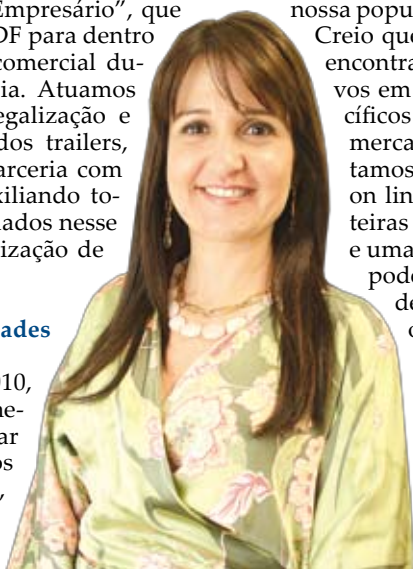 Empresário”, que
DF para dentro
comercial du-
ia. Atuamos
egalização e
dos trailers,
arceria com
xiliando to-
iados nesse
ização de
ades
010,
ne-
ar
os
,
nossa popu
Creio que
encontra
vos em
cíficos
merca
tamos
on lin
teiras
e uma
pode
de